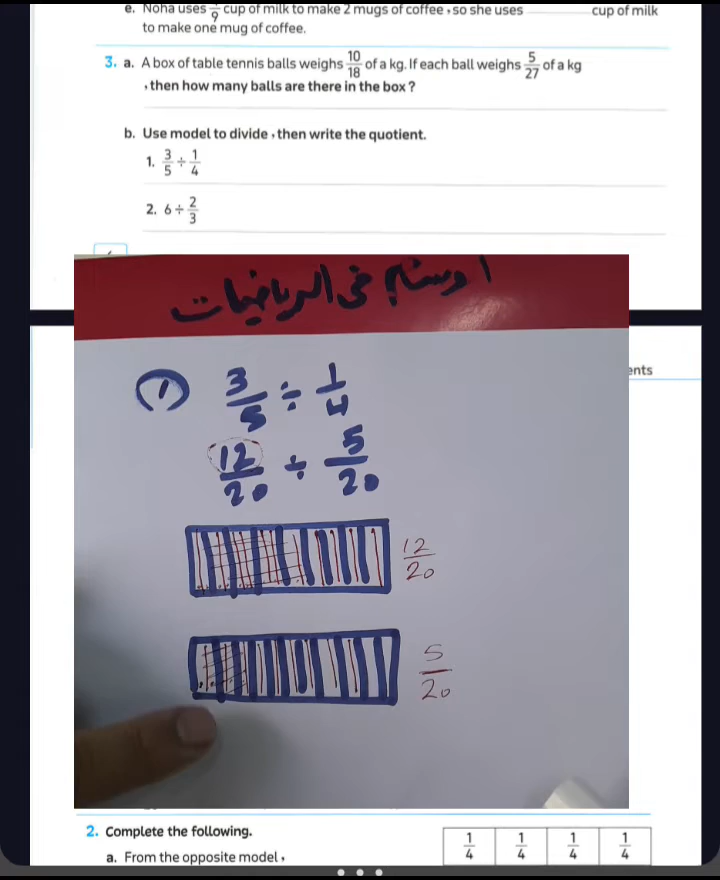 e. Noha uses /9 cup of milk to make 2 mugs of coffee , so she uses cup of milk
to make one mug of coffee.
3. a. A box of table tennis balls weighs 10/18 of a kg. If each ball weighs 5/27 of a kg
, then how many balls are there in the box ?
b. Use model to divide , then write the quotient.
1. 3/5 ÷ 1/4
2. 6 ÷ 2/3
فى الرياضيات
ents
① 3/5 ÷ 1/4
12/20 ÷ 5/20
12/20
5/20
2. Complete the following.
a. From the opposite model ,
1/4 1/4 1/4 1/4